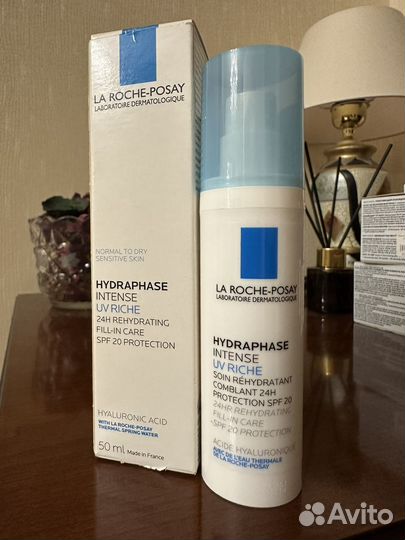 LA ROCHE-POSAY
LABORATOIRE DERMATOLOGIQUE
NORMAL TO DRY
SENSITIVE SKIN
HYDRAPHASE
INTENSE
UV RICHE
24H REHYDRATING
FILL-IN CARE
SPF 20 PROTECTION
HYALURONIC ACID
WITH LA ROCHE-POSAY
THERMAL SPRING WATER
50 ml Made in France
LA ROCHE-POSAY
LABORATOIRE DERMATOLOGIQUE
HYDRAPHASE
INTENSE
UV RICHE
SOIN RÉHYDRATANT
COMBLANT 24H
PROTECTION SPF 20
24HR REHYDRATING
FILL-IN CARE
SPF 20 PROTECTION
ACIDE HYALURONIQUE
AVEC DE L'EAU THERMALE
DE LA ROCHE-POSAY
Avito